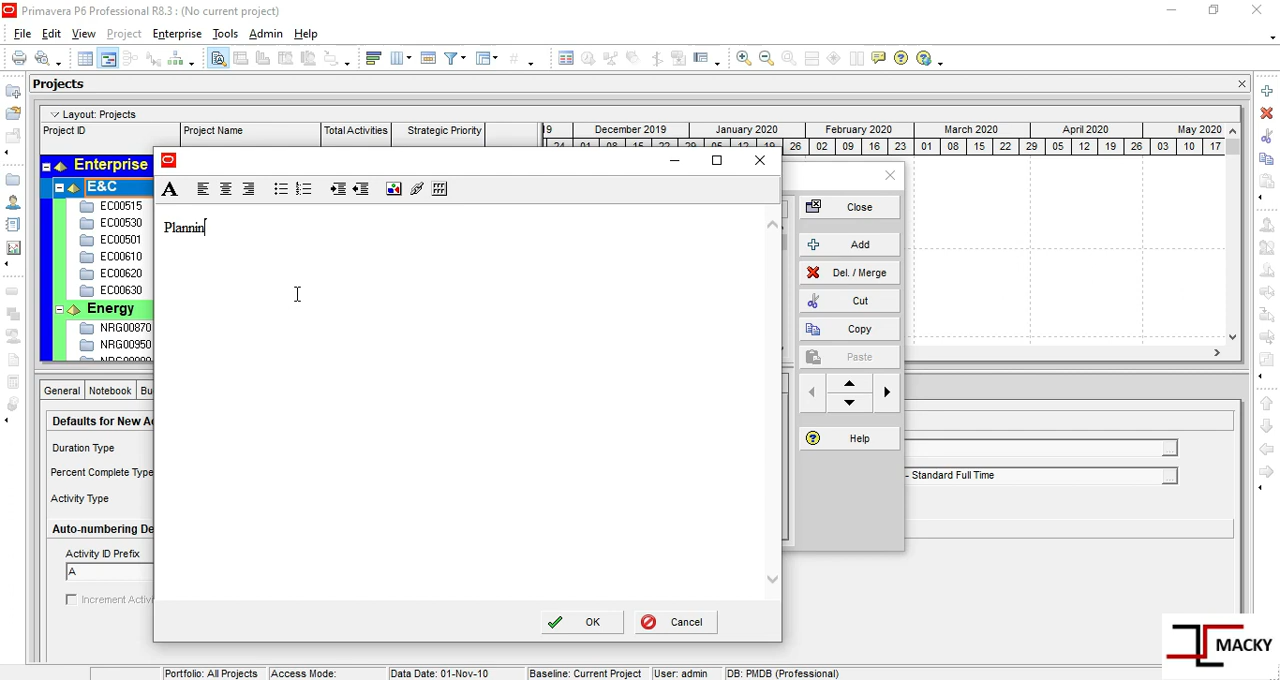 Primavera P6 Professional R8.3 : (No current project)
File Edit View Project Enterprise Tools Admin Help
Projects
Layout: Projects
Project ID Project Name Total Activities Strategic Priority
19 December 2019 January 2020 February 2020 March 2020 April 2020 May 2020
26 02 09 16 23 01 08 15 22 29 05 12 19 26 03 10 17
Enterprise
E&C
EC00515
EC00530
EC00501
EC00610
EC00620
EC00630
Energy
NRG00870
NRG00950
Plannin
Close
Add
Del. / Merge
Cut
Copy
Paste
Help
General Notebook Bu
Defaults for New Ac
Duration Type
Percent Complete Type
Activity Type
- Standard Full Time
Auto-numbering De
Activity ID Prefix
A
Increment Activi
OK Cancel
MACKY
Portfolio: All Projects Access Mode: Data Date: 01-Nov-10 Baseline: Current Project User: admin DB: PMDB (Professional)